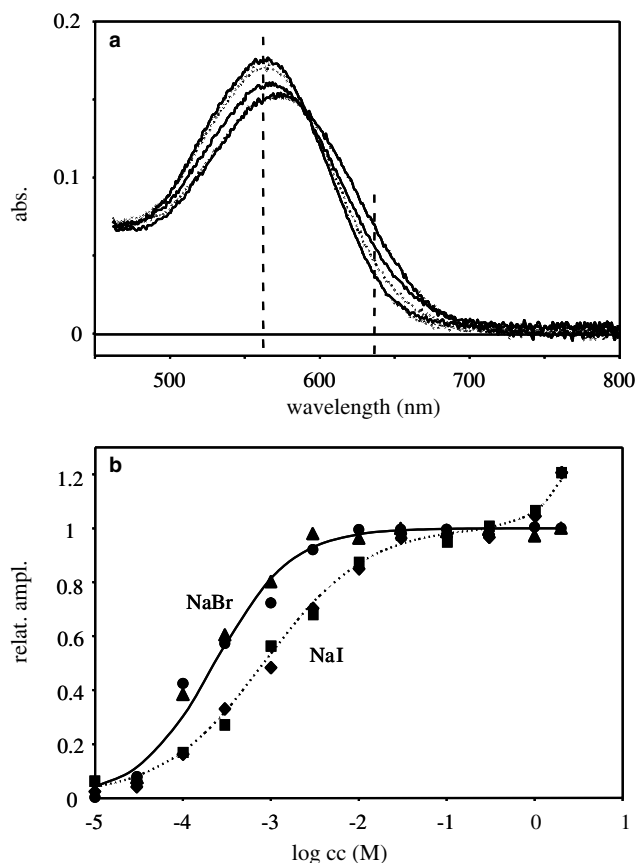 0.2
a
0.1
abs.
0
500
600
700
800
wavelength (nm)
b
1.2
1
0.8
NaBr
0.6
relat. ampl.
NaI
0.4
0.2
0
-5
-4
-3
-2
-1
0
1
log cc (M)